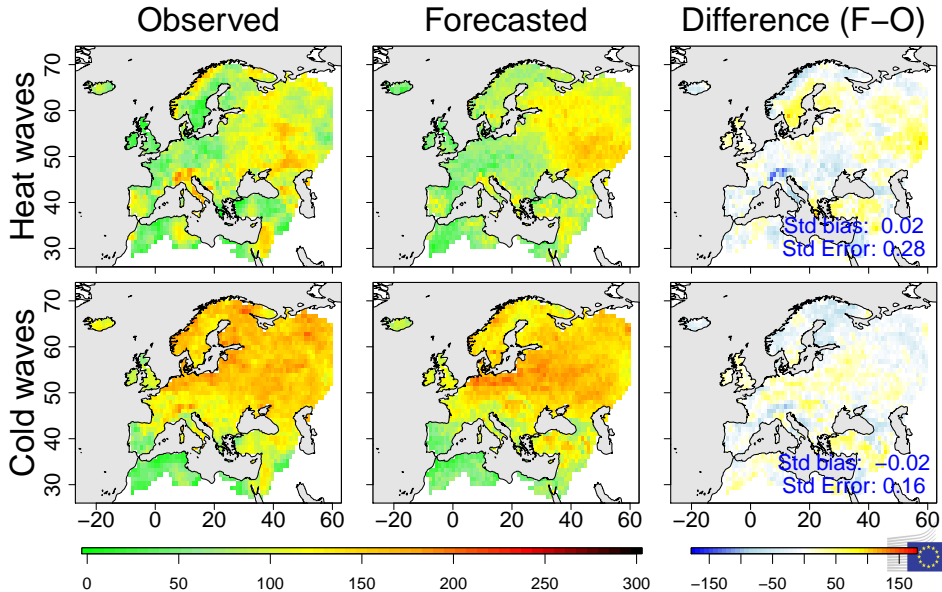 Observed
Forecasted
Difference (F−O)
Heat waves
70
60
50
40
30
Std bias: 0.02
Std Error: 0.28
Cold waves
70
60
50
40
30
Std bias: −0.02
Std Error: 0.16
−20 0 20 40 60
−20 0 20 40 60
−20 0 20 40 60
0 50 100 150 200 250 300
−150 −50 50 150